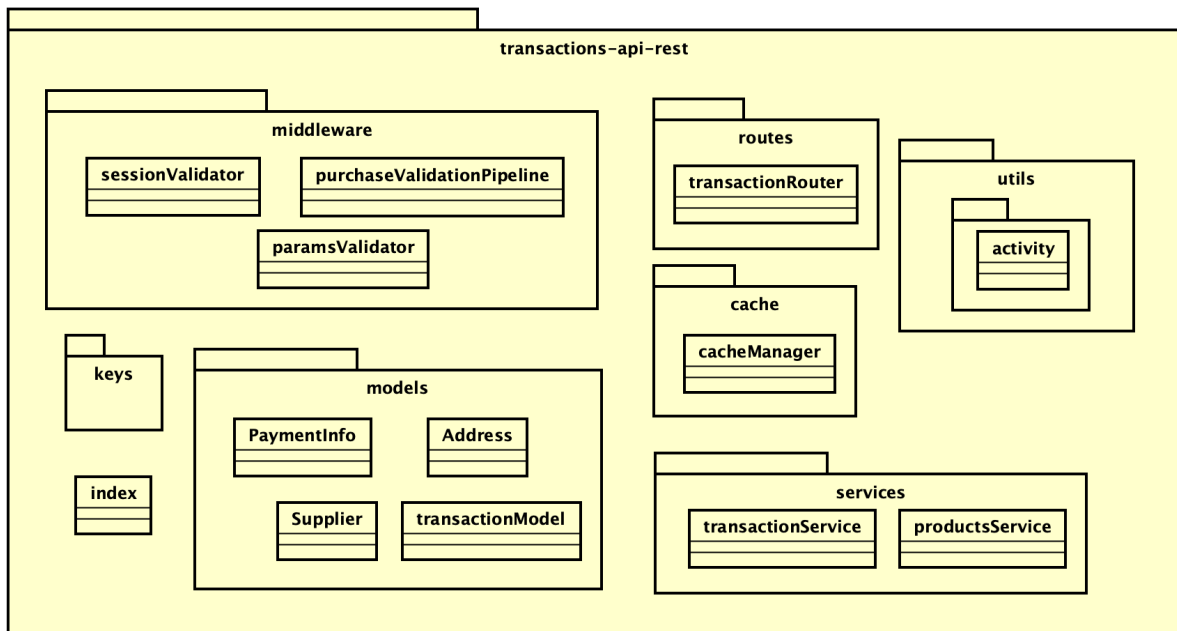 transactions-api-rest
middleware
sessionValidator
purchaseValidationPipeline
paramsValidator
routes
transactionRouter
utils
activity
cache
cacheManager
keys
models
PaymentInfo
Address
Supplier
transactionModel
index
services
transactionService
productsService